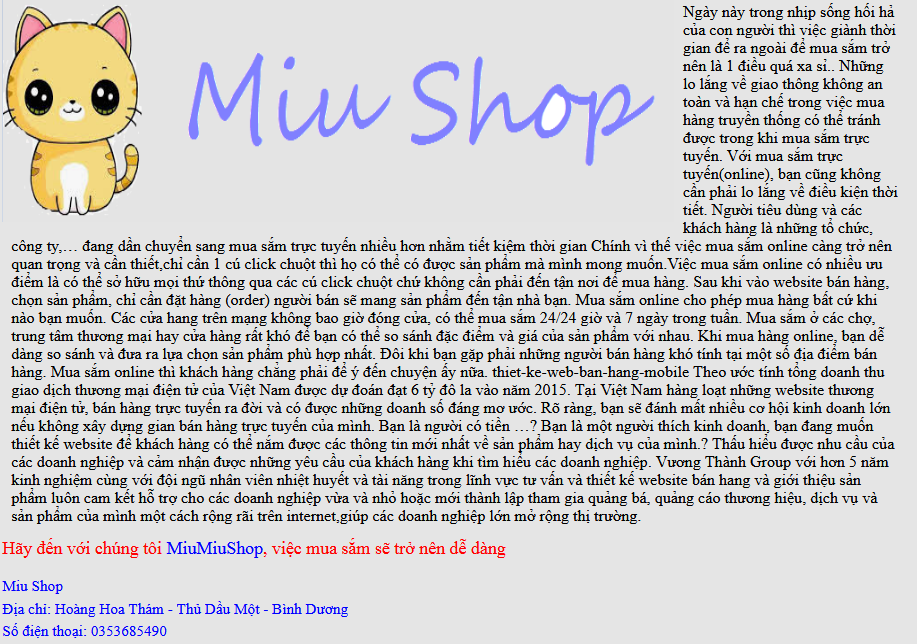 Miu Shop
Ngày này trong nhịp sống hối hả
của con người thì việc giành thời
gian để ra ngoài để mua sắm trở
nên là 1 điều quá xa sỉ.. Những
lo lắng về giao thông không an
toàn và hạn chế trong việc mua
hàng truyền thống có thể tránh
được trong khi mua sắm trực
tuyến. Với mua sắm trực
tuyến(online), bạn cũng không
cần phải lo lắng về điều kiện thời
tiết. Người tiêu dùng và các
khách hàng là những tổ chức,
công ty,… đang dần chuyển sang mua sắm trực tuyến nhiều hơn nhằm tiết kiệm thời gian Chính vì thế việc mua sắm online càng trở nên
quan trọng và cần thiết,chỉ cần 1 cú click chuột thì họ có thể có được sản phẩm mà mình mong muốn.Việc mua sắm online có nhiều ưu
điểm là có thể sở hữu mọi thứ thông qua các cú click chuột chứ không cần phải đến tận nơi để mua hàng. Sau khi vào website bán hàng,
chọn sản phẩm, chỉ cần đặt hàng (order) người bán sẽ mang sản phẩm đến tận nhà bạn. Mua sắm online cho phép mua hàng bất cứ khi
nào bạn muốn. Các cửa hang trên mạng không bao giờ đóng cửa, có thể mua sắm 24/24 giờ và 7 ngày trong tuần. Mua sắm ở các chợ,
trung tâm thương mại hay cửa hàng rất khó để bạn có thể so sánh đặc điểm và giá của sản phẩm với nhau. Khi mua hàng online, bạn dễ
dàng so sánh và đưa ra lựa chọn sản phẩm phù hợp nhất. Đôi khi bạn gặp phải những người bán hàng khó tính tại một số địa điểm bán
hàng. Mua sắm online thì khách hàng chẳng phải để ý đến chuyện ấy nữa. thiet-ke-web-ban-hang-mobile Theo ước tính tổng doanh thu
giao dịch thương mại điện tử của Việt Nam được dự đoán đạt 6 tỷ đô la vào năm 2015. Tại Việt Nam hàng loạt những website thương
mại điện tử, bán hàng trực tuyến ra đời và có được những doanh số đáng mơ ước. Rõ ràng, bạn sẽ đánh mất nhiều cơ hội kinh doanh lớn
nếu không xây dựng gian bán hàng trực tuyến của mình. Bạn là người có tiền …? Bạn là một người thích kinh doanh, bạn đang muốn
thiết kế website để khách hàng có thể nắm được các thông tin mới nhất về sản phẩm hay dịch vụ của mình.? Thấu hiểu được nhu cầu của
các doanh nghiệp và cảm nhận được những yêu cầu của khách hàng khi tìm hiểu các doanh nghiệp. Vương Thành Group với hơn 5 năm
kinh nghiệm cùng với đội ngũ nhân viên nhiệt huyết và tài năng trong lĩnh vực tư vấn và thiết kế website bán hang và giới thiệu sản
phẩm luôn cam kết hỗ trợ cho các doanh nghiệp vừa và nhỏ hoặc mới thành lập tham gia quảng bá, quảng cáo thương hiệu, dịch vụ và
sản phẩm của mình một cách rộng rãi trên internet,giúp các doanh nghiệp lớn mở rộng thị trường.
Hãy đến với chúng tôi MiuMiuShop, việc mua sắm sẽ trở nên dễ dàng
Miu Shop
Địa chỉ: Hoàng Hoa Thám - Thủ Dầu Một - Bình Dương
Số điện thoại: 0353685490